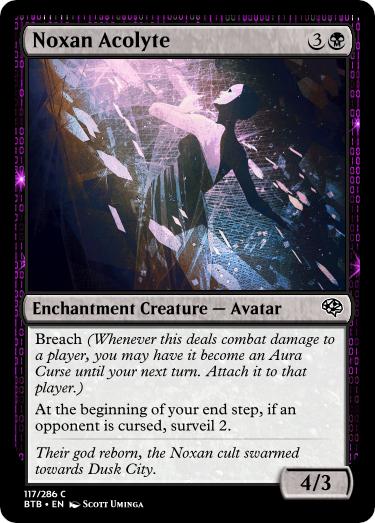 Noxan Acolyte 3
Enchantment Creature — Avatar
Breach (Whenever this deals combat damage to
a player, you may have it become an Aura
Curse until your next turn. Attach it to that
player.)
At the beginning of your end step, if an
opponent is cursed, surveil 2.
Their god reborn, the Noxan cult swarmed
towards Dusk City.
4/3
117/286 C
BTB • EN Scott Uminga